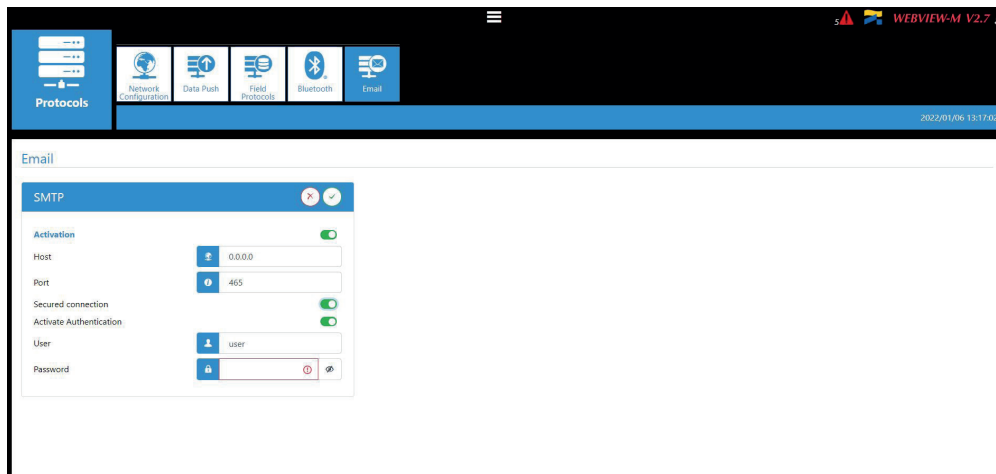 5
WEBVIEW-M V2.7
Protocols
Network
Configuration
Data Push
Field
Protocols
Bluetooth
Email
2022/01/06 13:17:02
Email
SMTP
Activation
Host
0.0.0.0
Port
465
Secured connection
Activate Authentication
User
user
Password